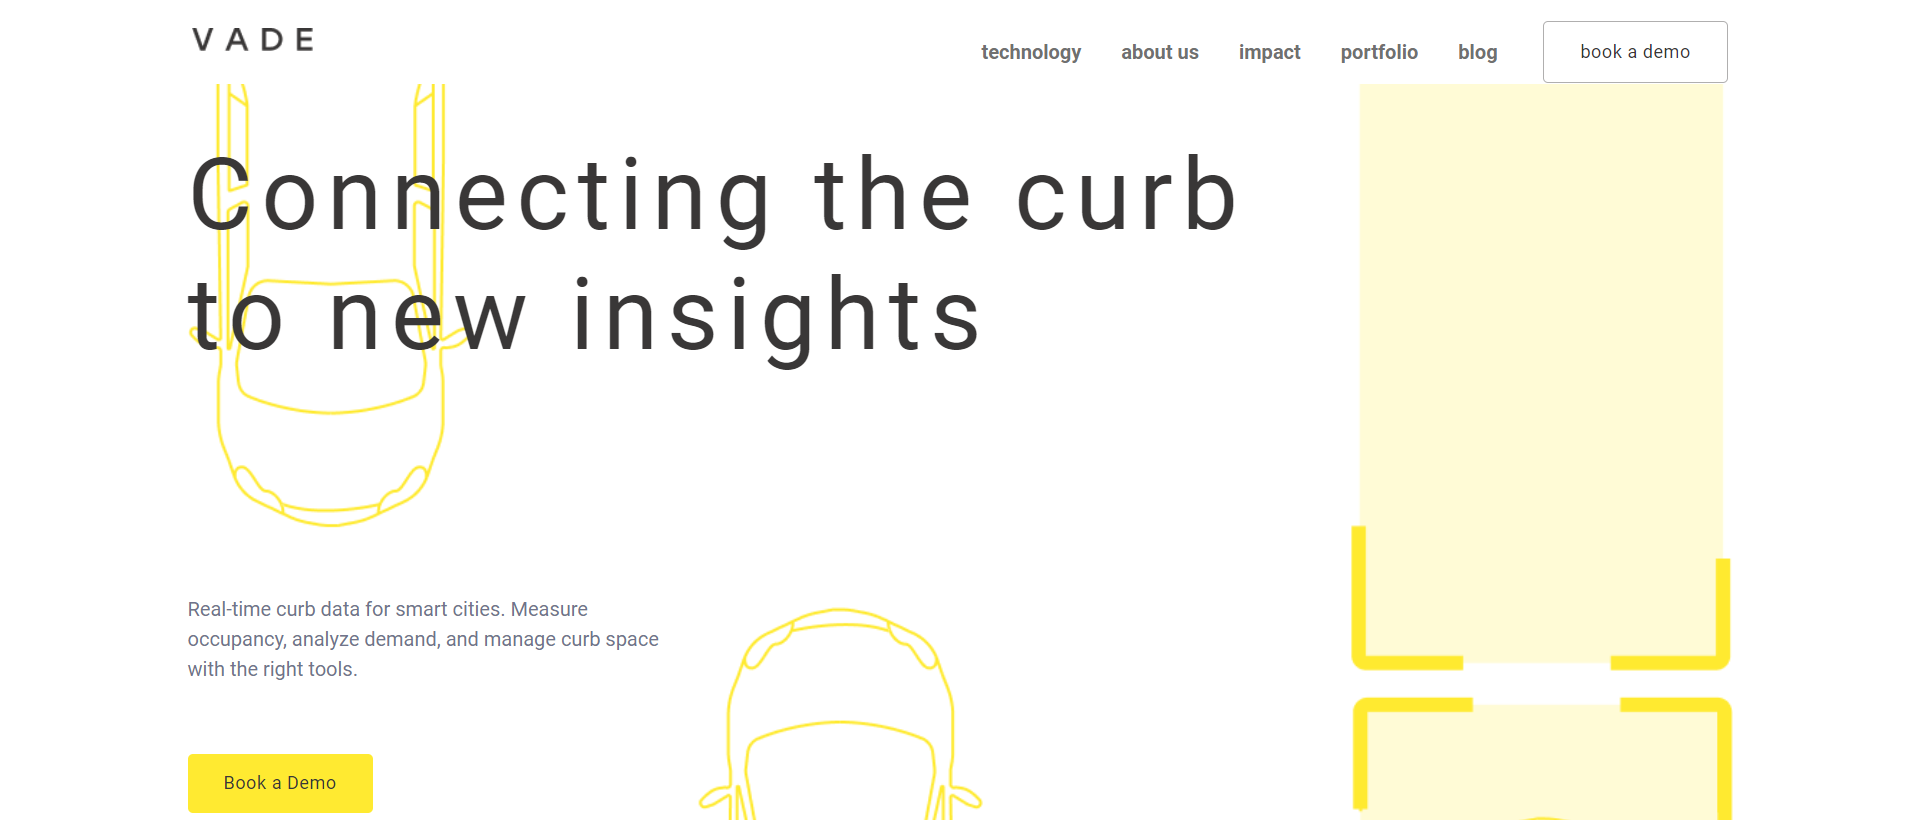 VADE
technology about us impact portfolio blog book a demo
Connecting the curb
to new insights
Real-time curb data for smart cities. Measure
occupancy, analyze demand, and manage curb space
with the right tools.
Book a Demo